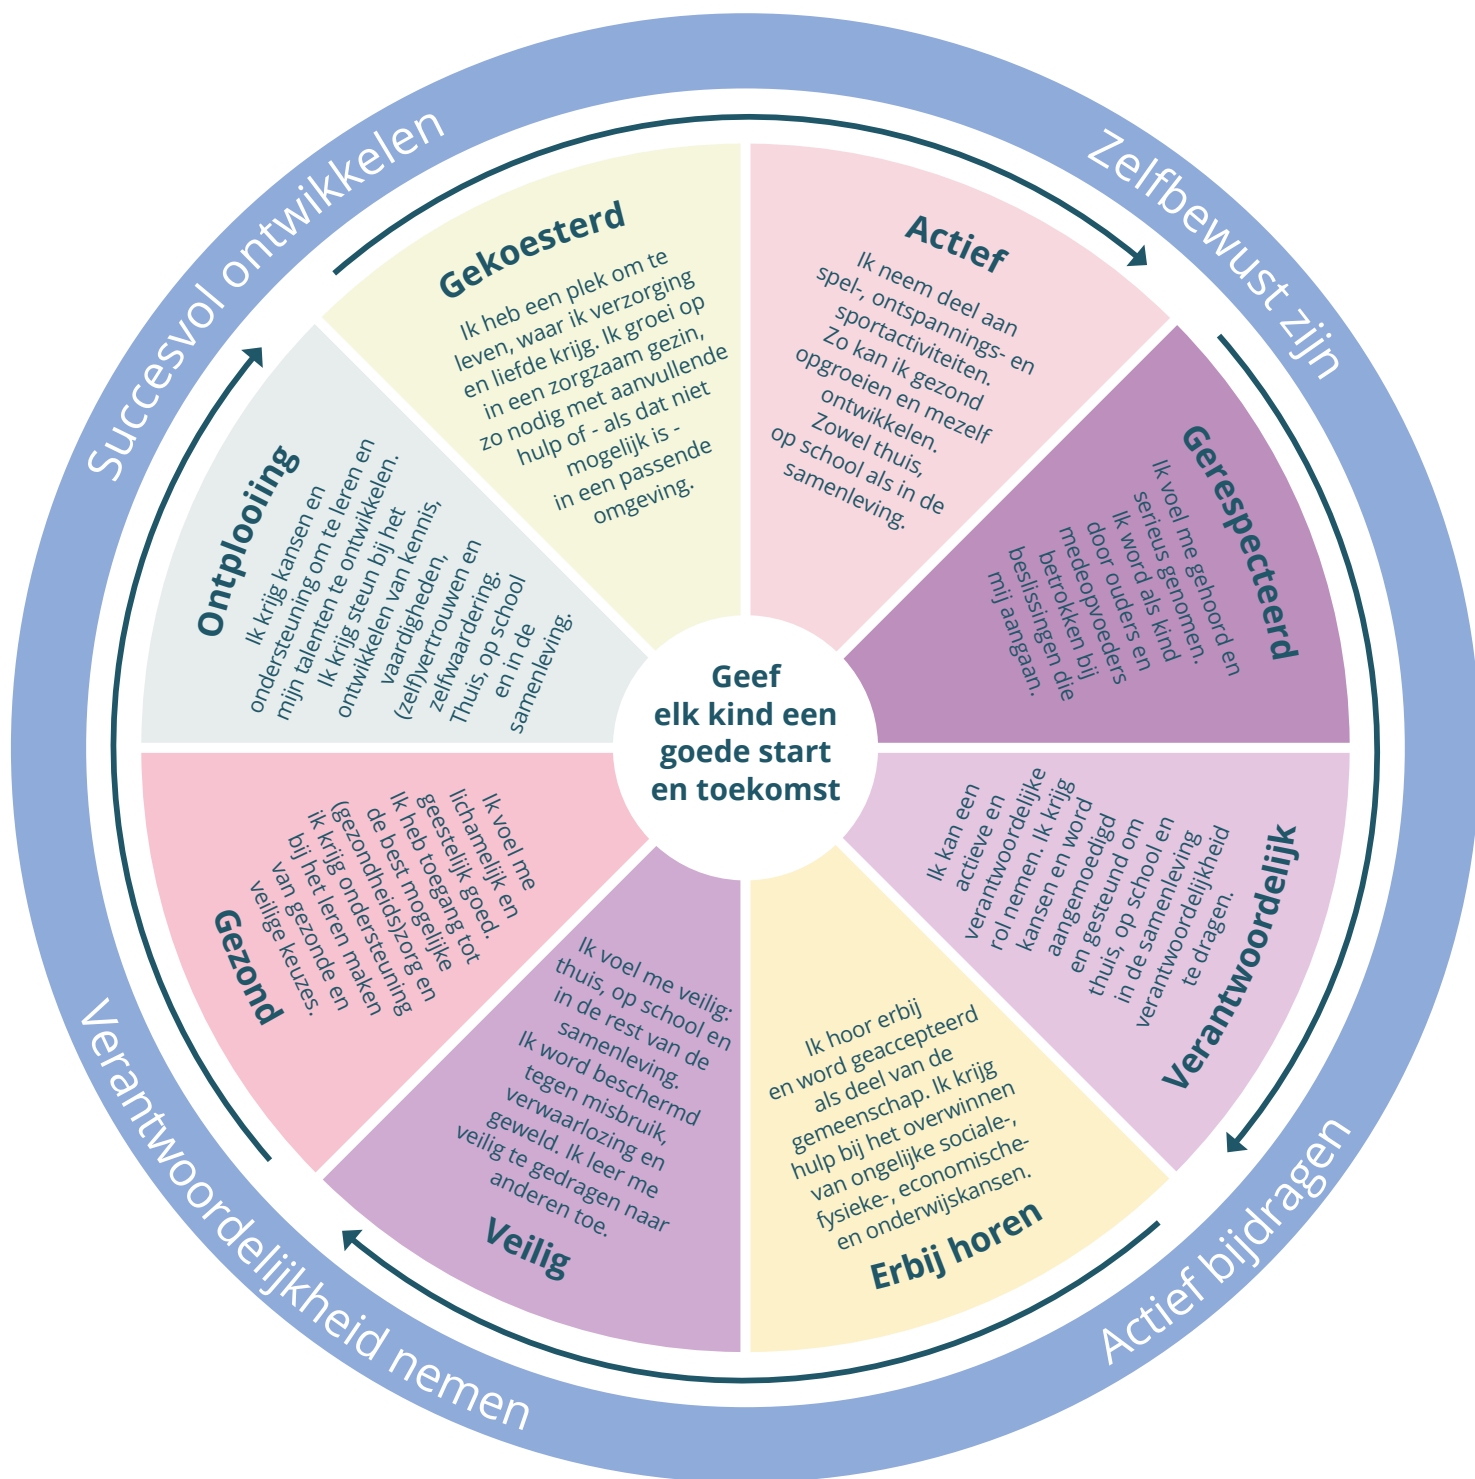 Succesvol ontwikkelen
Zelfbewust zijn
Actief bijdragen
Verantwoordelijkheid nemen
Geef
elk kind een
goede start
en toekomst
Gekoesterd
Ik heb een plek om te
leven, waar ik verzorging
en liefde krijg. Ik groei op
in een zorgzaam gezin,
zo nodig met aanvullende
hulp of - als dat niet
mogelijk is -
in een passende
omgeving.
Actief
Ik neem deel aan
spel-, ontspannings- en
sportactiviteiten.
Zo kan ik gezond
opgroeien en mezelf
ontwikkelen.
Zowel thuis,
op school als in de
samenleving.
Gerespecteerd
Ik voel me gehoord en
serieus genomen.
Ik word als kind
door ouders en
medeopvoeders
betrokken bij
beslissingen die
mij aangaan.
Ik kan een
actieve en
verantwoordelijke
rol nemen. Ik krijg
kansen en word
aangemoedigd
en gesteund om
thuis, op school en
in de samenleving
verantwoordelijkheid
te dragen.
Verantwoordelijk
Ik hoor erbij
en word geaccepteerd
als deel van de
gemeenschap. Ik krijg
hulp bij het overwinnen
van ongelijke sociale-,
fysieke-, economische-
en onderwijskansen.
Erbij horen
Ik voel me veilig:
thuis, op school en
in de rest van de
samenleving.
Ik word beschermd
tegen misbruik,
verwaarlozing en
geweld. Ik leer me
veilig te gedragen naar
anderen toe.
Veilig
Ik voel me
lichamelijk en
geestelijk goed.
Ik heb toegang tot
de best mogelijke
(gezondheids)zorg en
ik krijg ondersteuning
bij het leren maken
van gezonde en
veilige keuzes.
Gezond
Ontplooiing
Ik krijg kansen en
ondersteuning om te leren en
mijn talenten te ontwikkelen.
Ik krijg steun bij het
ontwikkelen van kennis,
vaardigheden,
(zelf)vertrouwen en
zelfwaardering.
Thuis, op school
en in de
samenleving.